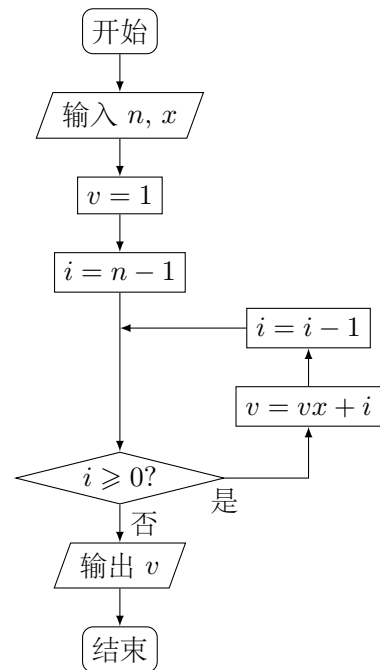 开始
输入 n, x
v = 1
i = n − 1
i = i − 1
v = vx + i
i ⩾ 0?
是
否
输出 v
结束